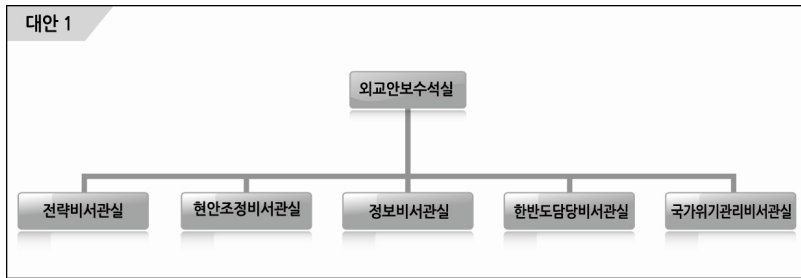 대안 1
외교안보수석실
전략비서관실
현안조정비서관실
정보비서관실
한반도담당비서관실
국가위기관리비서관실